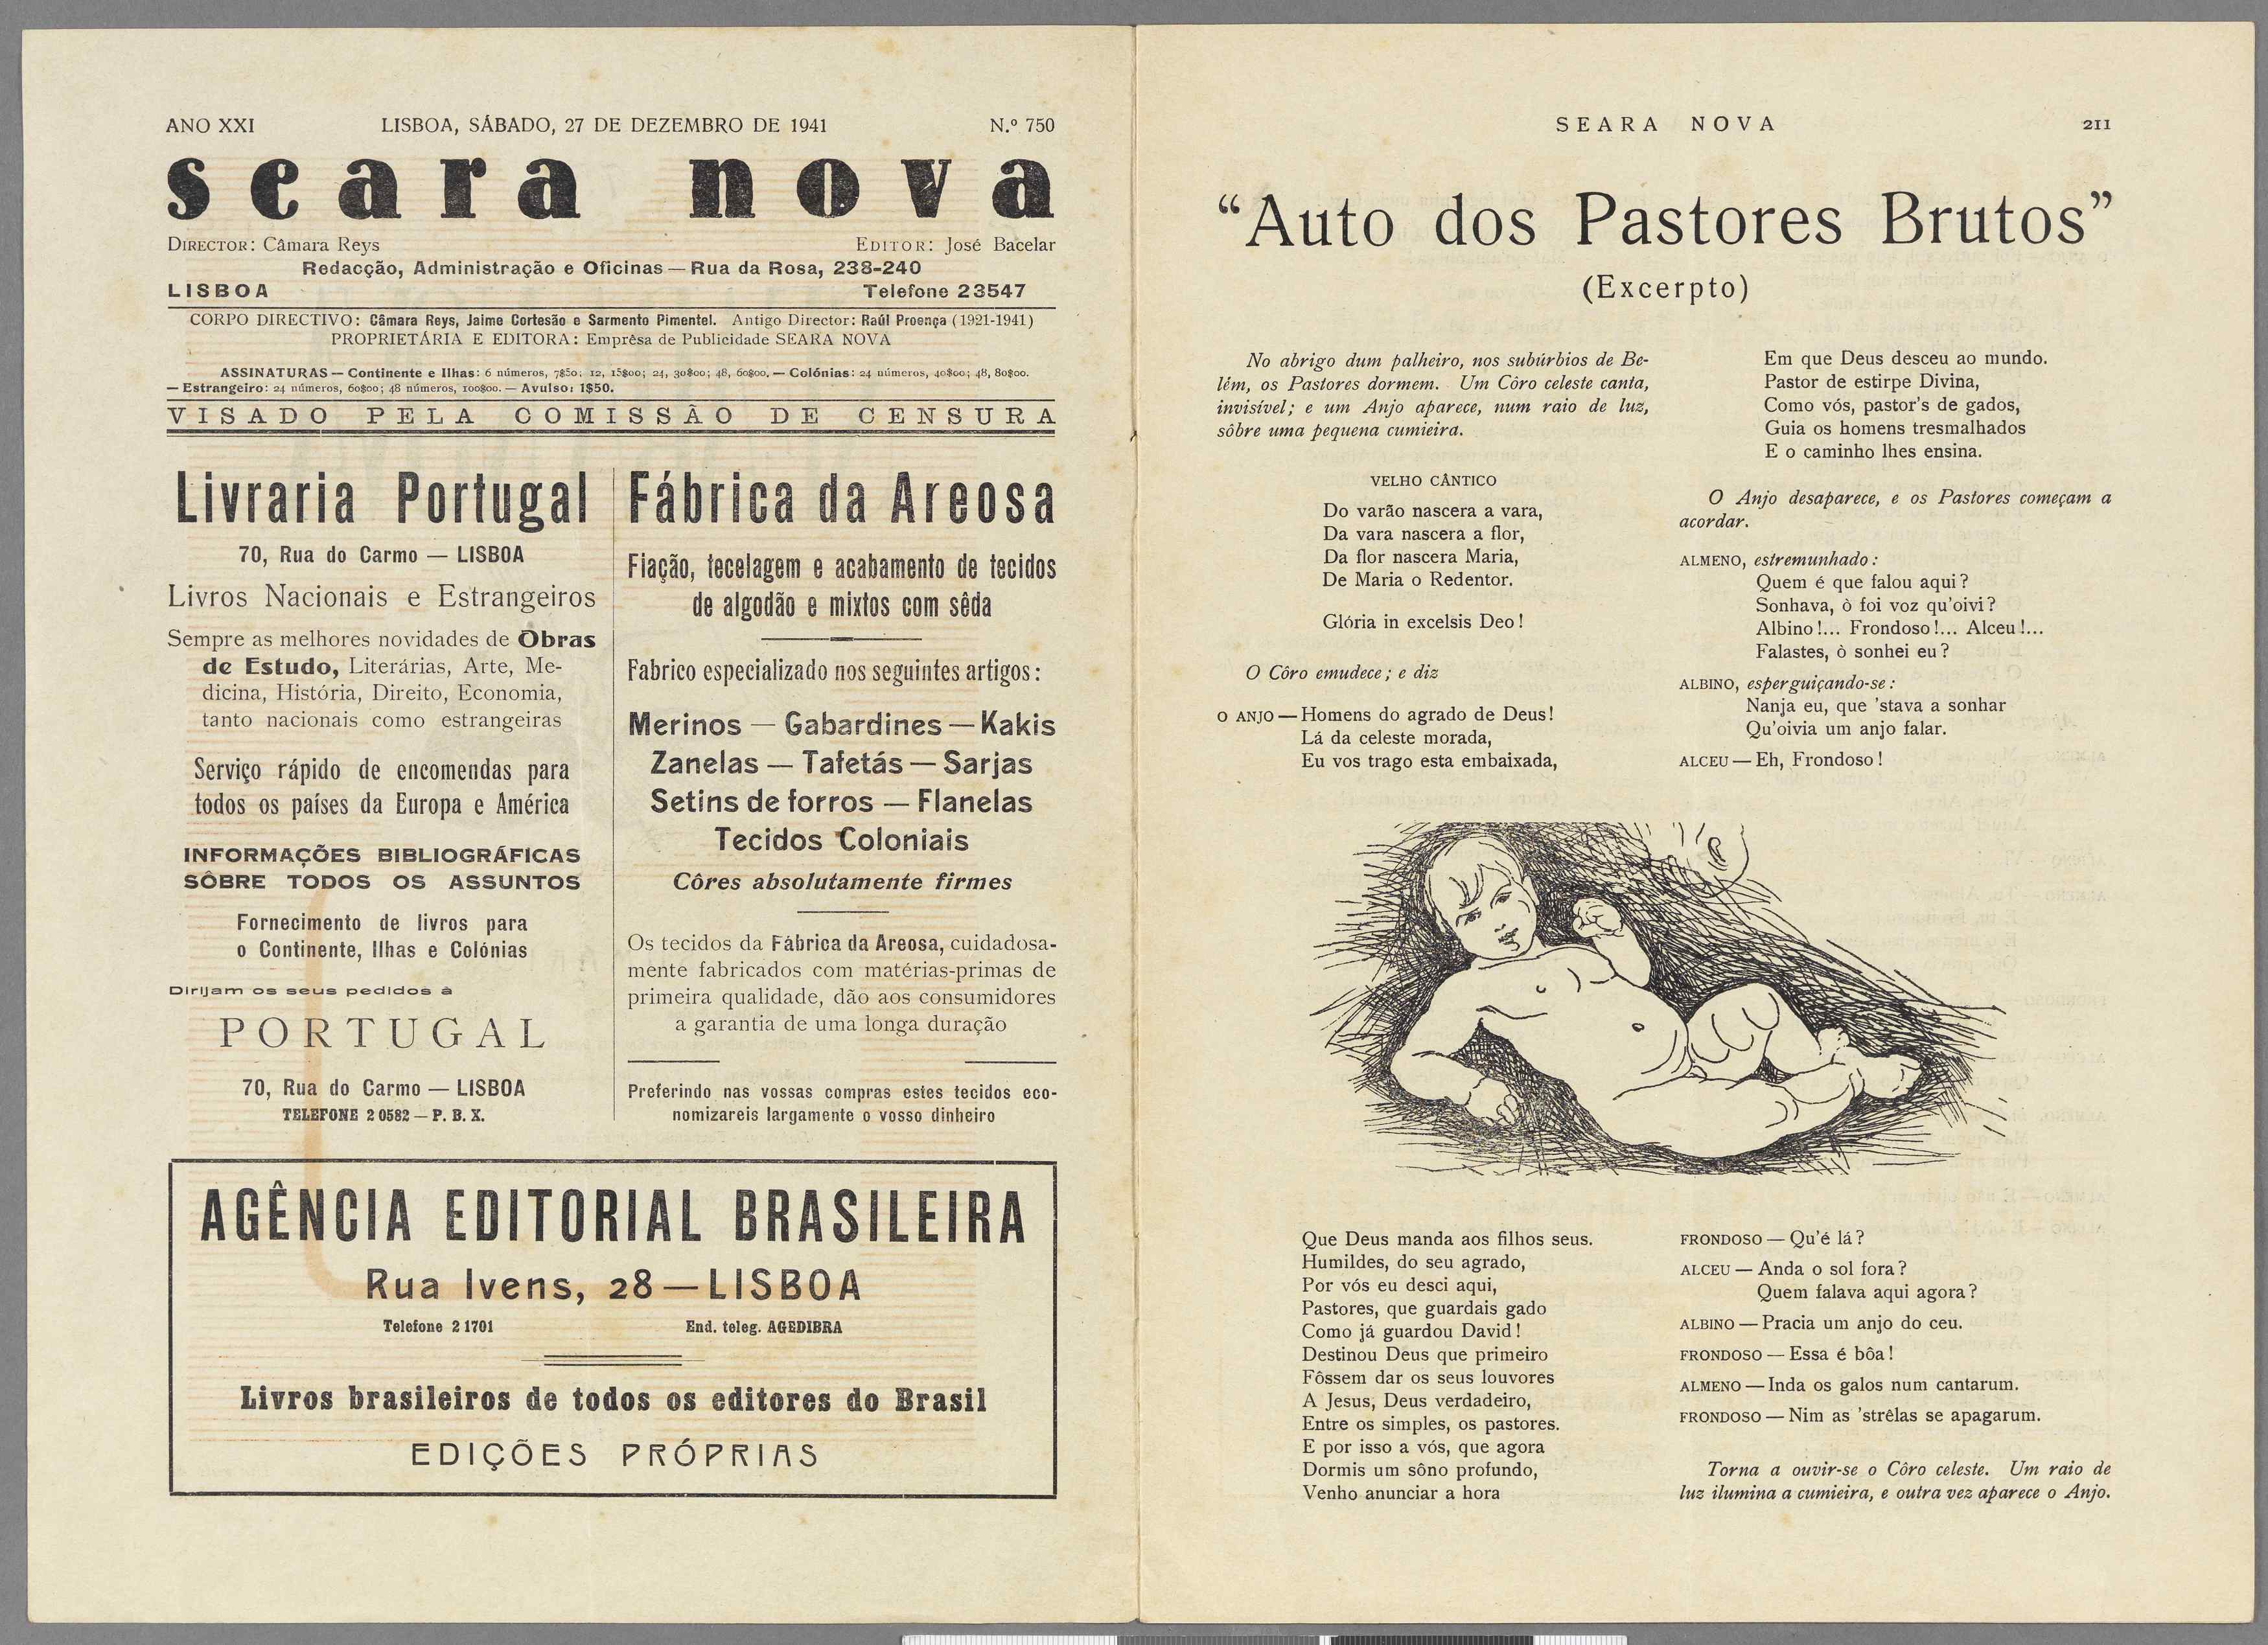 ANO XXI LISBOA, SÁBADO, 27 DE DEZEMBRO DE 1941 N.º 750
seara nova
DIRECTOR: Câmara Reys EDITOR: José Bacelar
Redacção, Administração e Oficinas — Rua da Rosa, 238-240
LISBOA Telefone 23547
CORPO DIRECTIVO: Câmara Reys, Jaime Cortesão e Sarmento Pimentel. Antigo Director: Raúl Proença (1921-1941)
PROPRIETÁRIA E EDITORA: Emprêsa de Publicidade SEARA NOVA
ASSINATURAS — Continente e Ilhas: 6 números, 7$50; 12, 15$00; 24, 30$00; 48, 60$00. — Colónias: 24 números, 40$00; 48, 80$00.
— Estrangeiro: 24 números, 60$00; 48 números, 100$00. — Avulso: 1$50.
VISADO PELA COMISSÃO DE CENSURA
Livraria Portugal
70, Rua do Carmo — LISBOA
Livros Nacionais e Estrangeiros
Sempre as melhores novidades de Obras
de Estudo, Literárias, Arte, Me-
dicina, História, Direito, Economia,
tanto nacionais como estrangeiras
Serviço rápido de encomendas para
todos os países da Europa e América
INFORMAÇÕES BIBLIOGRÁFICAS
SÔBRE TODOS OS ASSUNTOS
Fornecimento de livros para
o Continente, Ilhas e Colónias
Dirijam os seus pedidos à
PORTUGAL
70, Rua do Carmo — LISBOA
TELEFONE 2 0582 — P. B. X.
Fábrica da Areosa
Fiação, tecelagem e acabamento de tecidos
de algodão e mixtos com sêda
Fabrico especializado nos seguintes artigos:
Merinos — Gabardines — Kakis
Zanelas — Tafetás — Sarjas
Setins de forros — Flanelas
Tecidos Coloniais
Côres absolutamente firmes
Os tecidos da Fábrica da Areosa, cuidadosa-
mente fabricados com matérias-primas de
primeira qualidade, dão aos consumidores
a garantia de uma longa duração
Preferindo nas vossas compras estes tecidos eco-
nomizareis largamente o vosso dinheiro
AGÊNCIA EDITORIAL BRASILEIRA
Rua Ivens, 28 — LISBOA
Telefone 2 1701 End. teleg. AGEDIBRA
Livros brasileiros de todos os editores do Brasil
EDIÇÕES PRÓPRIAS
SEARA NOVA 211
“Auto dos Pastores Brutos”
(Excerpto)
No abrigo dum palheiro, nos subúrbios de Be-
lém, os Pastores dormem. Um Côro celeste canta,
invisível; e um Anjo aparece, num raio de luz,
sôbre uma pequena cumieira.
VELHO CÂNTICO
Do varão nascera a vara,
Da vara nascera a flor,
Da flor nascera Maria,
De Maria o Redentor.
Glória in excelsis Deo!
O Côro emudece; e diz
O ANJO — Homens do agrado de Deus!
Lá da celeste morada,
Eu vos trago esta embaixada,
Que Deus manda aos filhos seus.
Humildes, do seu agrado,
Por vós eu desci aqui,
Pastores, que guardais gado
Como já guardou David!
Destinou Deus que primeiro
Fôssem dar os seus louvores
A Jesus, Deus verdadeiro,
Entre os simples, os pastores.
E por isso a vós, que agora
Dormis um sôno profundo,
Venho anunciar a hora
Em que Deus desceu ao mundo.
Pastor de estirpe Divina,
Como vós, pastor's de gados,
Guia os homens tresmalhados
E o caminho lhes ensina.
O Anjo desaparece, e os Pastores começam a
acordar.
ALMENO, estremunhado:
Quem é que falou aqui?
Sonhava, ò foi voz qu'oivi?
Albino!... Frondoso!... Alceu!...
Falastes, ò sonhei eu?
ALBINO, esperguiçando-se:
Nanja eu, que 'stava a sonhar
Qu'oivia um anjo falar.
ALCEU — Eh, Frondoso!
FRONDOSO — Qu'é lá?
ALCEU — Anda o sol fora?
Quem falava aqui agora?
ALBINO — Pracia um anjo do ceu.
FRONDOSO — Essa é bôa!
ALMENO — Inda os galos num cantarum.
FRONDOSO — Nim as 'strêlas se apagarum.
Torna a ouvir-se o Côro celeste. Um raio de
luz ilumina a cumieira, e outra vez aparece o Anjo.